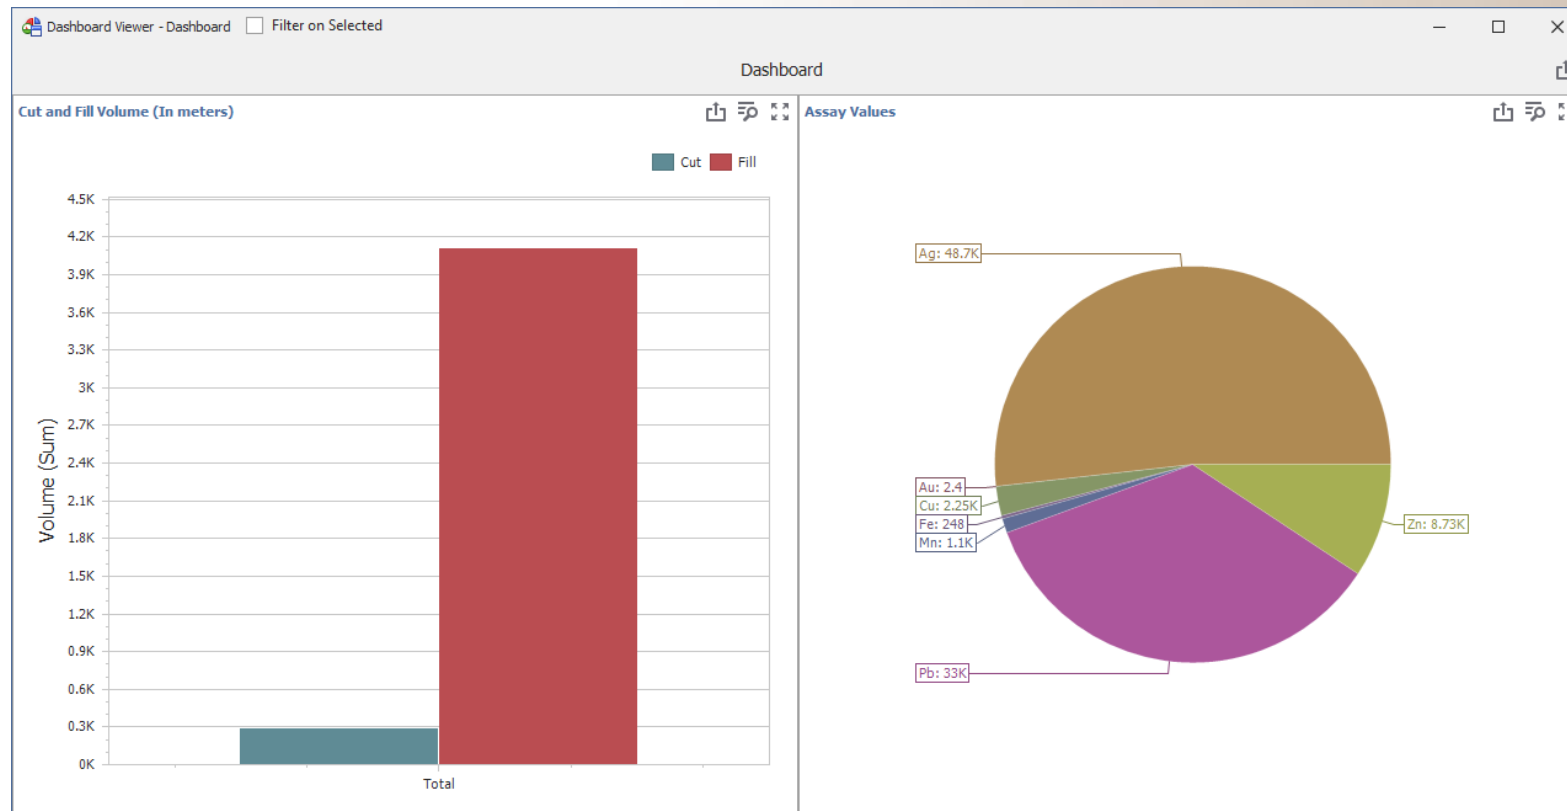 Dashboard Viewer - Dashboard Filter on Selected
Dashboard
Cut and Fill Volume (In meters)
Cut Fill
4.5K
4.2K
3.9K
3.6K
3.3K
3K
2.7K
2.4K
2.1K
1.8K
1.5K
1.2K
0.9K
0.6K
0.3K
0K
Volume (Sum)
Total
Assay Values
Ag: 48.7K
Au: 2.4
Cu: 2.25K
Fe: 248
Mn: 1.1K
Zn: 8.73K
Pb: 33K